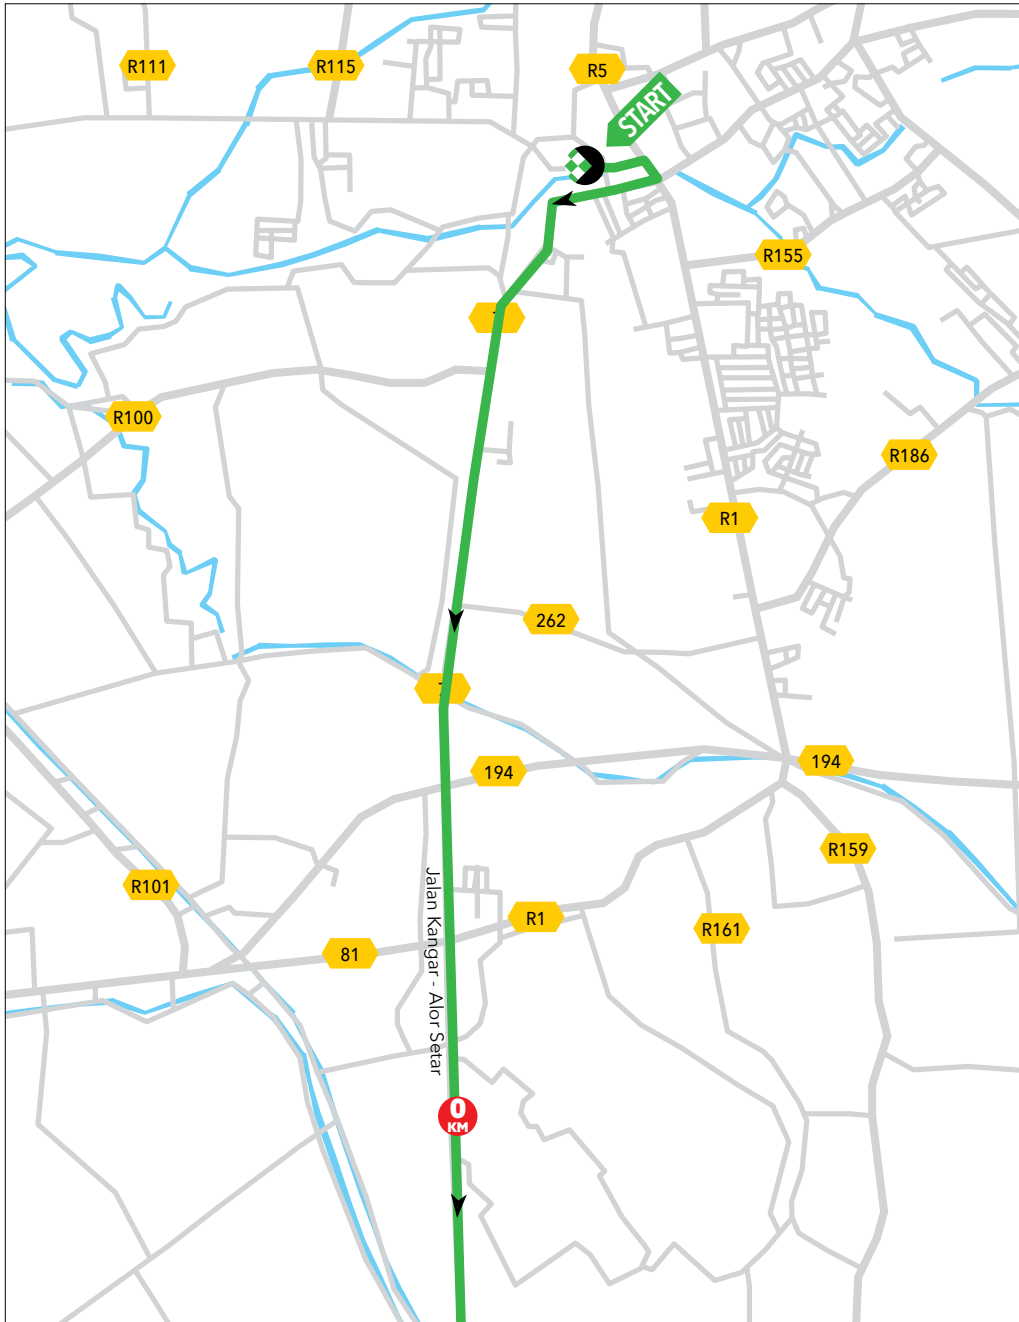 R111
R115
R5
START
R155
R100
R186
R1
262
194
194
R159
R101
R1
R161
81
Jalan Kangar - Alor Setar
0
KM